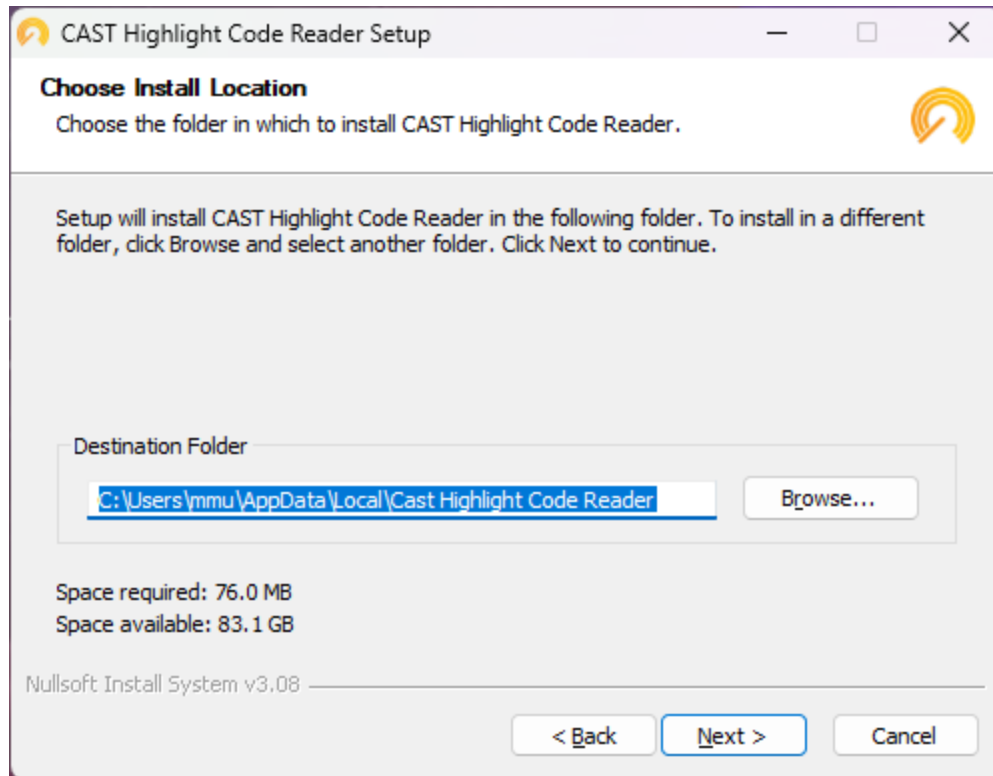 CAST Highlight Code Reader Setup
Choose Install Location
Choose the folder in which to install CAST Highlight Code Reader.
Setup will install CAST Highlight Code Reader in the following folder. To install in a different
folder, click Browse and select another folder. Click Next to continue.
Destination Folder
C:\Users\mmu\AppData\Local\Cast Highlight Code Reader
Browse...
Space required: 76.0 MB
Space available: 83.1 GB
Nullsoft Install System v3.08
< Back
Next >
Cancel